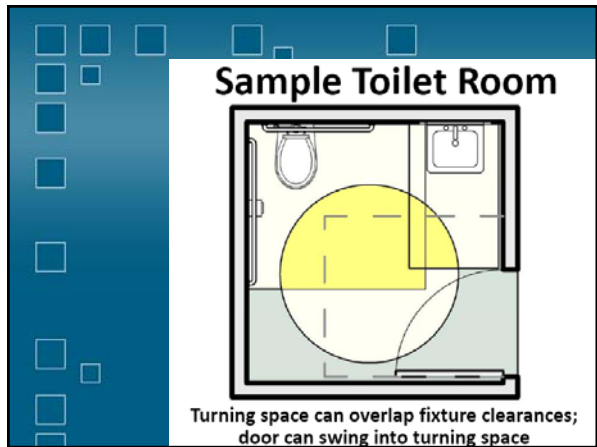 Sample Toilet Room
Turning space can overlap fixture clearances;
door can swing into turning space